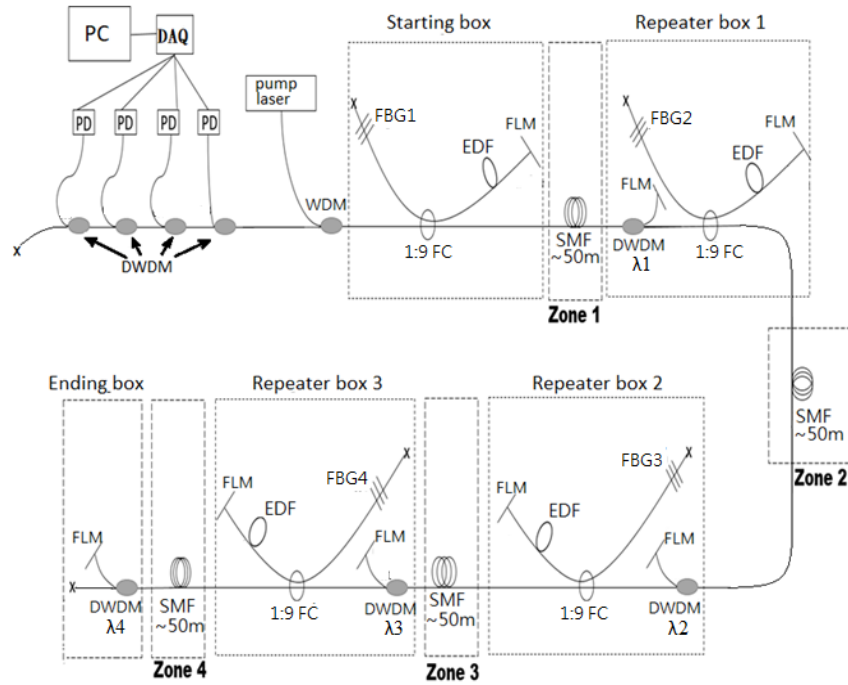 PC
DAQ
PD
PD
PD
PD
pump
laser
WDM
DWDM
x
Starting box
x
FBG1
EDF
FLM
1:9 FC
SMF
~50m
Zone 1
Repeater box 1
x
FBG2
FLM
EDF
FLM
DWDM
λ1
1:9 FC
SMF
~50m
Zone 2
Ending box
FLM
x
DWDM
λ4
SMF
~50m
Zone 4
Repeater box 3
FLM
EDF
FBG4
x
FLM
1:9 FC
DWDM
λ3
SMF
~50m
Zone 3
Repeater box 2
FLM
EDF
FBG3
x
FLM
1:9 FC
DWDM
λ2